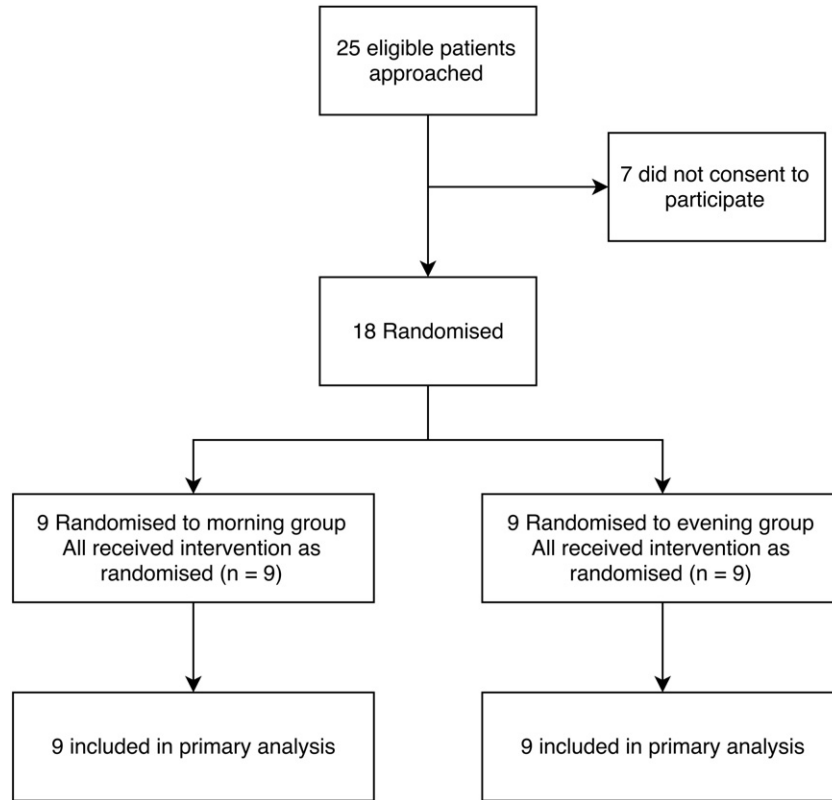 25 eligible patients
approached
7 did not consent to
participate
18 Randomised
9 Randomised to morning group
All received intervention as
randomised (n = 9)
9 Randomised to evening group
All received intervention as
randomised (n = 9)
9 included in primary analysis
9 included in primary analysis